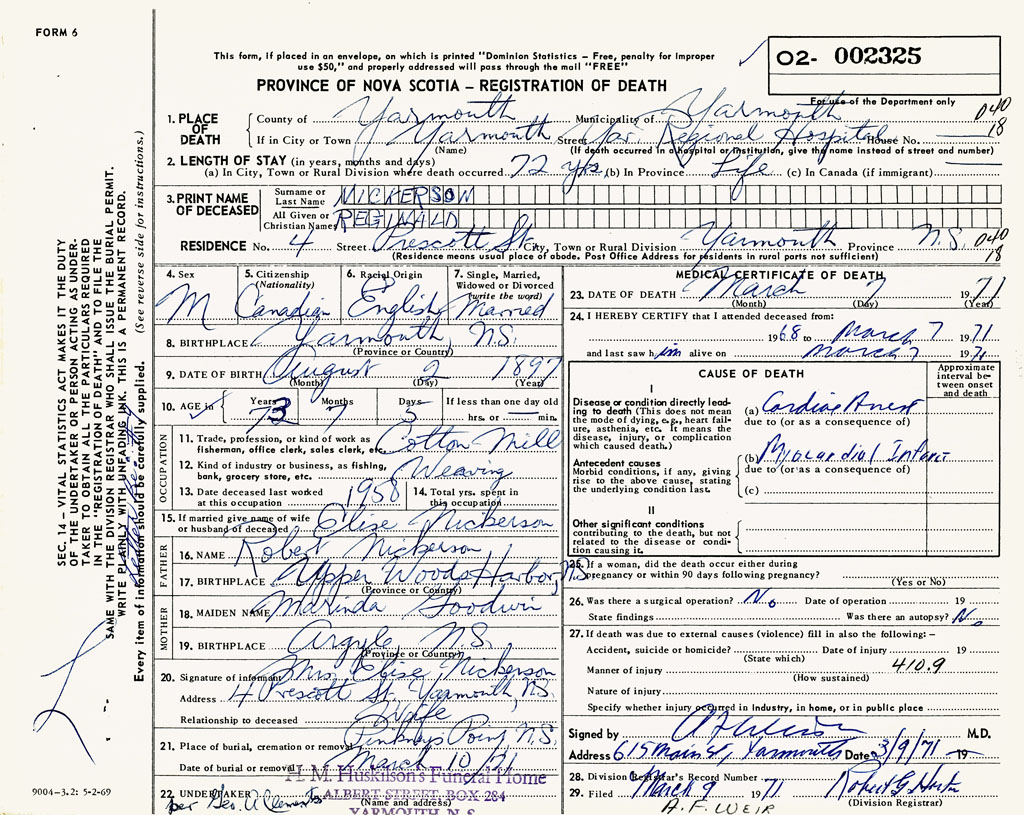 FORM 6
This form, if placed in an envelope, on which is printed "Dominion Statistics – Free, penalty for improper
use $50," and properly addressed will pass through the mail "FREE"
O2- 002325
PROVINCE OF NOVA SCOTIA – REGISTRATION OF DEATH
For use of the Department only
1. PLACE OF DEATH
County of Yarmouth Municipality of Yarmouth 040
If in City or Town Yarmouth Street Yar. Regional Hospital House No. 18
(Name) (If death occurred in a hospital or institution, give the name instead of street and number)
2. LENGTH OF STAY (in years, months and days)
(a) In City, Town or Rural Division where death occurred 72 yrs (b) In Province Life (c) In Canada (if immigrant)
3. PRINT NAME OF DECEASED
Surname or Last Name NICKERSON
All Given or Christian Names REGINALD
RESIDENCE No. 4 Street Prescott St. City, Town or Rural Division Yarmouth Province N.S. 040
(Residence means usual place of abode. Post Office Address for residents in rural parts not sufficient) 18
4. Sex M
5. Citizenship (Nationality) Canadian
6. Racial Origin English
7. Single, Married, Widowed or Divorced (write the word) Married
8. BIRTHPLACE Yarmouth, N.S.
(Province or Country)
9. DATE OF BIRTH August 2 1897
(Month) (Day) (Year)
10. AGE in Years 73 Months 7 Days 5 If less than one day old
hrs. or min.
OCCUPATION
11. Trade, profession, or kind of work as
fisherman, office clerk, sales clerk, etc. Cotton Mill
12. Kind of industry or business, as fishing,
bank, grocery store, etc. Weaving
13. Date deceased last worked
at this occupation 1958
14. Total yrs. spent in
this occupation
15. If married give name of wife
or husband of deceased Elise Nickerson
FATHER
16. NAME Robert Nickerson
17. BIRTHPLACE Upper Woods Harbor, N.S.
(Province or Country)
MOTHER
18. MAIDEN NAME Marinda Goodwin
19. BIRTHPLACE Argyle, N.S.
(Province or Country)
20. Signature of informant Mrs. Elise Nickerson
Address 4 Prescott St. Yarmouth, N.S.
Relationship to deceased Wife
21. Place of burial, cremation or removal Pinkneys Point, N.S.
Date of burial or removal March 10 /71
22. UNDERTAKER H. M. Huskilson's Funeral Home
(Name and address) ALBERT STREET, BOX 284
YARMOUTH, N.S.
per Geo. A. Clements
MEDICAL CERTIFICATE OF DEATH
23. DATE OF DEATH March 7 1971
(Month) (Day) (Year)
24. I HEREBY CERTIFY that I attended deceased from:
1968 to March 7 1971
and last saw him alive on March 7 1971
CAUSE OF DEATH
Approximate interval between onset and death
I
Disease or condition directly leading to death (This does not mean the mode of dying, e.g., heart failure, asthenia, etc. It means the disease, injury, or complication which caused death.)
(a) Cardiac Arrest
due to (or as a consequence of)
Antecedent causes
Morbid conditions, if any, giving rise to the above cause, stating the underlying condition last.
(b) Myocardial Infarct
due to (or as a consequence of)
(c)
II
Other significant conditions
contributing to the death, but not related to the disease or condition causing it.
25. If a woman, did the death occur either during
pregnancy or within 90 days following pregnancy?
(Yes or No)
26. Was there a surgical operation? No Date of operation 19
State findings Was there an autopsy? No
27. If death was due to external causes (violence) fill in also the following:–
Accident, suicide or homicide? Date of injury 19
(State which)
Manner of injury 410.9
(How sustained)
Nature of injury
Specify whether injury occurred in industry, in home, or in public place
Signed by M.D.
Address 615 Main St, Yarmouth Date 3/9/71 19
28. Division Registrar's Record Number
29. Filed March 9 1971
(Division Registrar)
A.F. WEIR
SEC. 14 – VITAL STATISTICS ACT MAKES IT THE DUTY
OF THE UNDERTAKER OR PERSON ACTING AS UNDER-
TAKER TO OBTAIN ALL THE PARTICULARS REQUIRED
IN THE "REGISTRATION OF DEATH" AND TO FILE THE
SAME WITH THE DIVISION REGISTRAR WHO SHALL ISSUE THE BURIAL PERMIT.
WRITE PLAINLY WITH UNFADING INK. THIS IS A PERMANENT RECORD.
Every item of information should be carefully supplied. (See reverse side for instructions.)
9004-3.2: 5-2-69